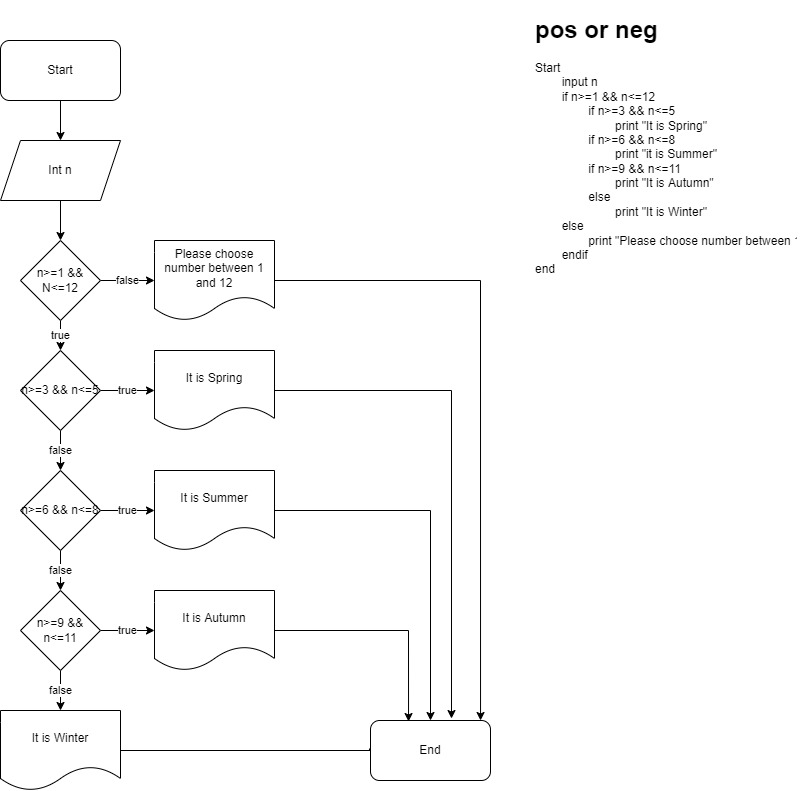 Start
Int n
n>=1 &&
N<=12
false
Please choose
number between 1
and 12
true
n>=3 && n<=5
true
It is Spring
false
n>=6 && n<=8
true
It is Summer
false
n>=9 &&
n<=11
true
It is Autumn
false
It is Winter
End
pos or neg
Start
input n
if n>=1 && n<=12
if n>=3 && n<=5
print "It is Spring"
if n>=6 && n<=8
print "it is Summer"
if n>=9 && n<=11
print "It is Autumn"
else
print "It is Winter"
else
print "Please choose number between 1
endif
end